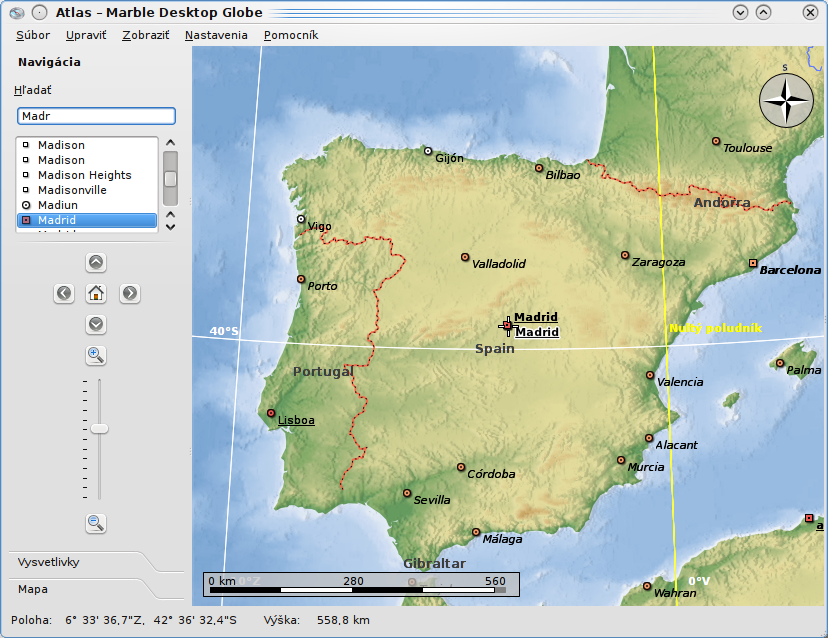 Atlas – Marble Desktop Globe
Súbor Upraviť Zobraziť Nastavenia Pomocník
Navigácia
Hľadať
Madr
Madison
Madison
Madison Heights
Madisonville
Madiun
Madrid
S
Toulouse
Gijón
Bilbao
Andorra
Vigo
Valladolid
Zaragoza
Barcelona
Porto
Madrid
Madrid
40°S
Nultý poludník
Spain
Portugal
Palma
Valencia
Lisboa
Alacant
Murcia
Córdoba
Sevilla
Málaga
Gibraltar
0 km 280 560
0°V
Wahran
Vysvetlivky
Mapa
Poloha: 6° 33' 36,7"Z, 42° 36' 32,4"S Výška: 558,8 km